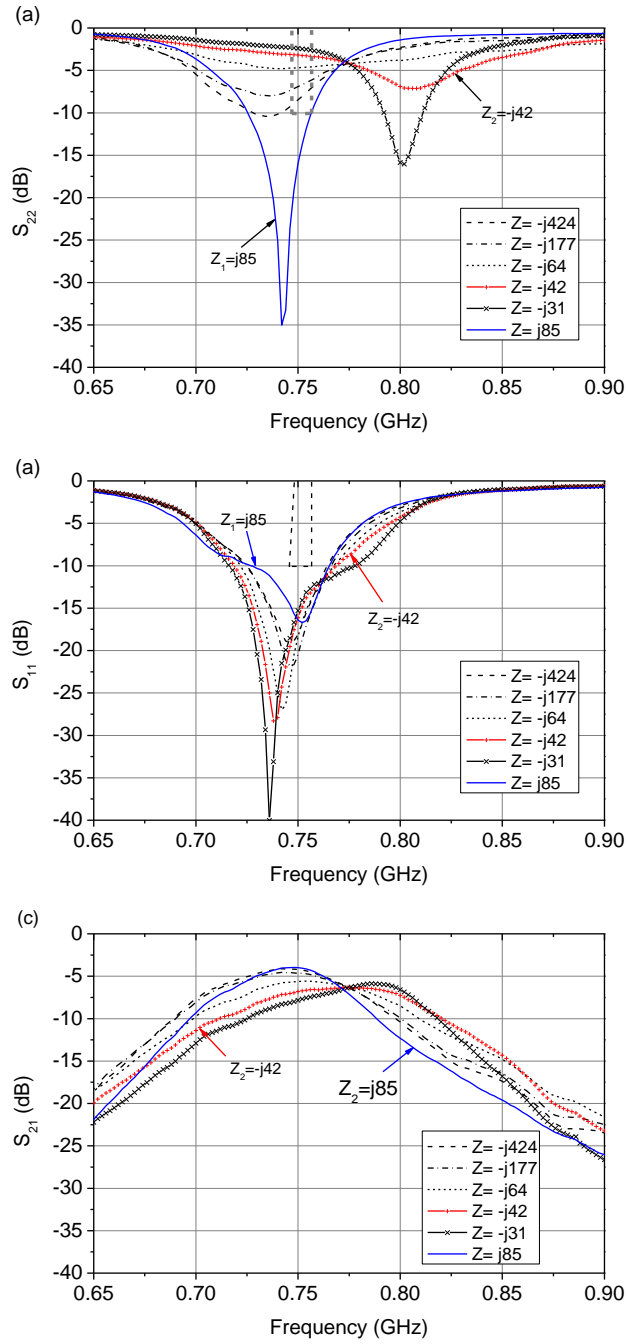 (a)
0
-5
-10
-15
-20
-25
-30
-35
-40
S22 (dB)
Z2=-j42
Z1=j85
Z= -j424
Z= -j177
Z= -j64
Z= -j42
Z= -j31
Z= j85
0.65 0.70 0.75 0.80 0.85 0.90
Frequency (GHz)
(a)
0
-5
-10
-15
-20
-25
-30
-35
-40
S11 (dB)
Z1=j85
Z2=-j42
Z= -j424
Z= -j177
Z= -j64
Z= -j42
Z= -j31
Z= j85
0.65 0.70 0.75 0.80 0.85 0.90
Frequency (GHz)
(c)
0
-5
-10
-15
-20
-25
-30
-35
-40
S21 (dB)
Z2=-j42
Z2=j85
Z= -j424
Z= -j177
Z= -j64
Z= -j42
Z= -j31
Z= j85
0.65 0.70 0.75 0.80 0.85 0.90
Frequency (GHz)